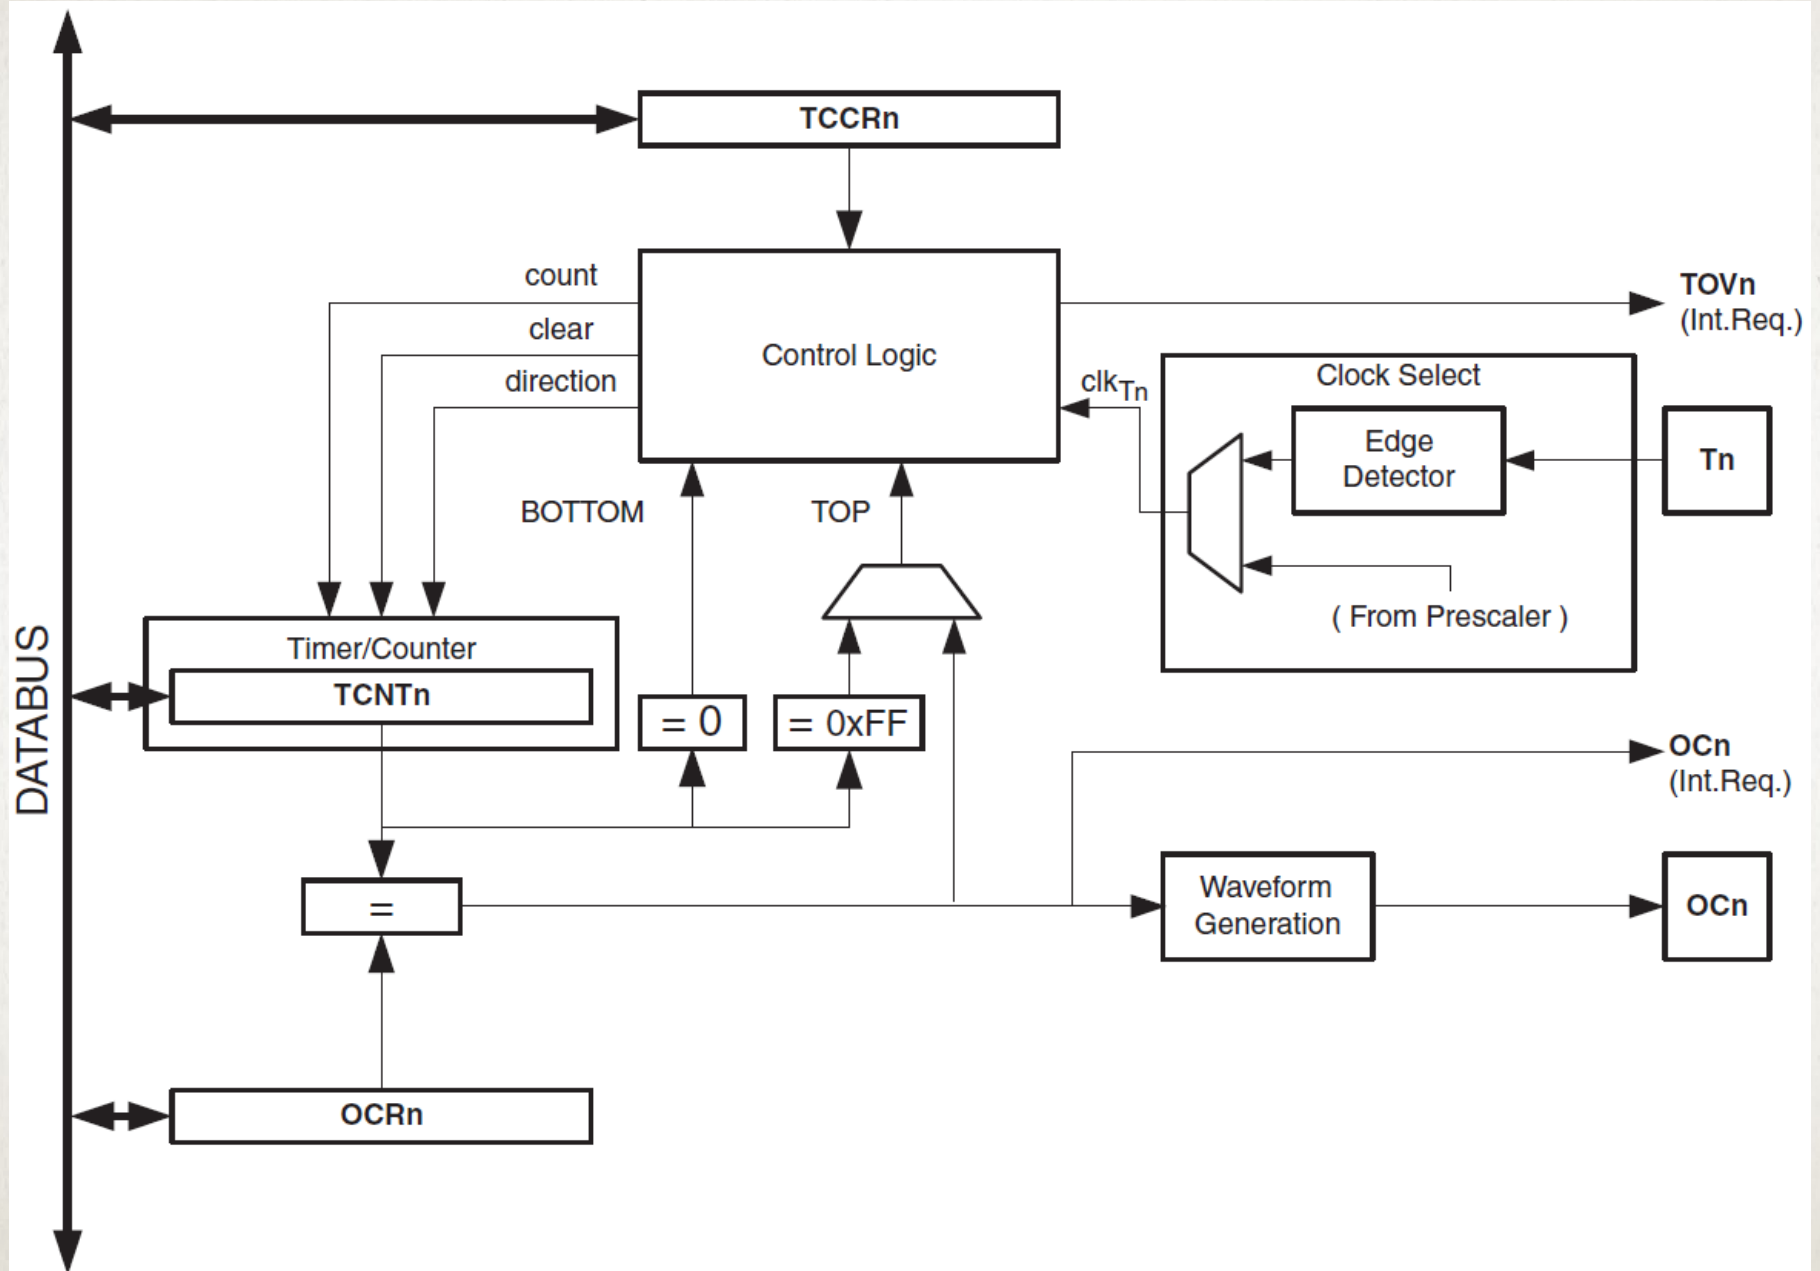 TCCRn
count
clear
direction
Control Logic
TOVn
(Int.Req.)
clkTn
Clock Select
Edge
Detector
Tn
( From Prescaler )
BOTTOM
TOP
DATABUS
Timer/Counter
TCNTn
= 0
= 0xFF
OCn
(Int.Req.)
=
Waveform
Generation
OCn
OCRn